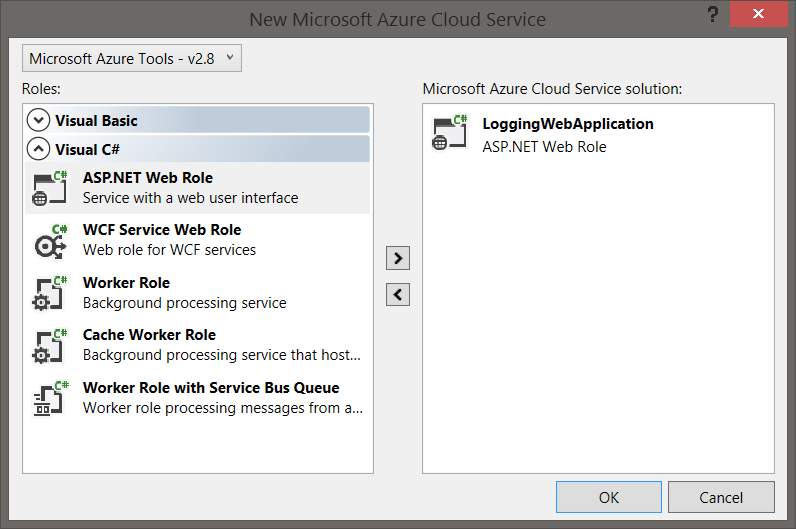 New Microsoft Azure Cloud Service
?
Microsoft Azure Tools - v2.8
Roles:
Visual Basic
Visual C#
C#
ASP.NET Web Role
Service with a web user interface
C#
WCF Service Web Role
Web role for WCF services
C#
Worker Role
Background processing service
C#
Cache Worker Role
Background processing service that host...
C#
Worker Role with Service Bus Queue
Worker role processing messages from a...
Microsoft Azure Cloud Service solution:
C#
LoggingWebApplication
ASP.NET Web Role
OK
Cancel